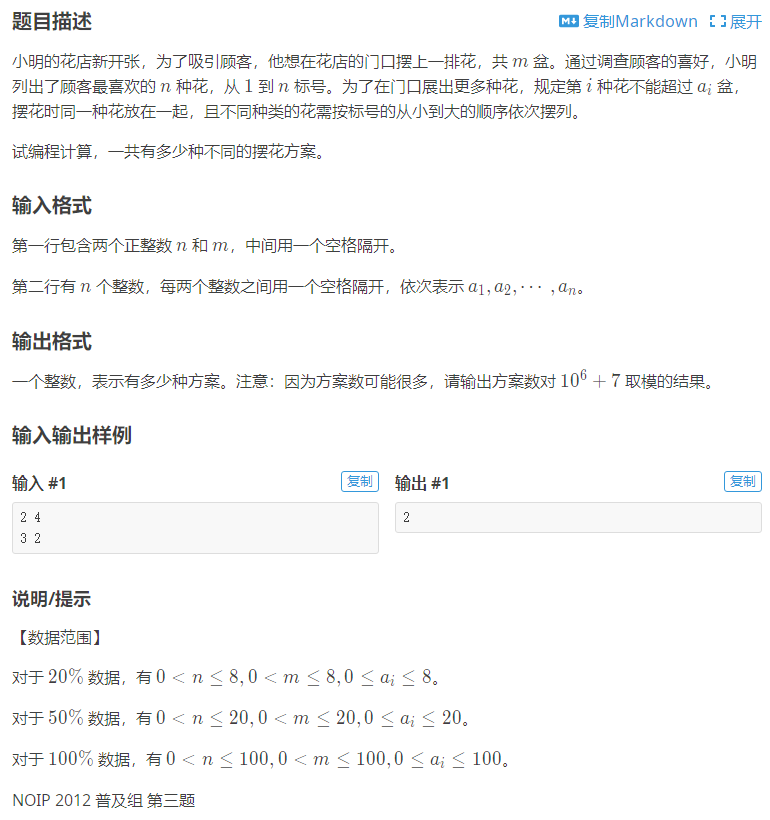 题目描述
复制Markdown 展开
小明的花店新开张，为了吸引顾客，他想在花店的门口摆上一排花，共 m 盆。通过调查顾客的喜好，小明
列出了顾客最喜欢的 n 种花，从 1 到 n 标号。为了在门口展出更多种花，规定第 i 种花不能超过 a_i 盆，
摆花时同一种花放在一起，且不同种类的花需按标号的从小到大的顺序依次摆列。
试编程计算，一共有多少种不同的摆花方案。
输入格式
第一行包含两个正整数 n 和 m，中间用一个空格隔开。
第二行有 n 个整数，每两个整数之间用一个空格隔开，依次表示 a_1, a_2, ⋯ , a_n。
输出格式
一个整数，表示有多少种方案。注意：因为方案数可能很多，请输出方案数对 10^6 + 7 取模的结果。
输入输出样例
输入 #1
复制
2 4
3 2
输出 #1
复制
2
说明/提示
【数据范围】
对于 20% 数据，有 0 < n ≤ 8, 0 < m ≤ 8, 0 ≤ a_i ≤ 8。
对于 50% 数据，有 0 < n ≤ 20, 0 < m ≤ 20, 0 ≤ a_i ≤ 20。
对于 100% 数据，有 0 < n ≤ 100, 0 < m ≤ 100, 0 ≤ a_i ≤ 100。
NOIP 2012 普及组 第三题